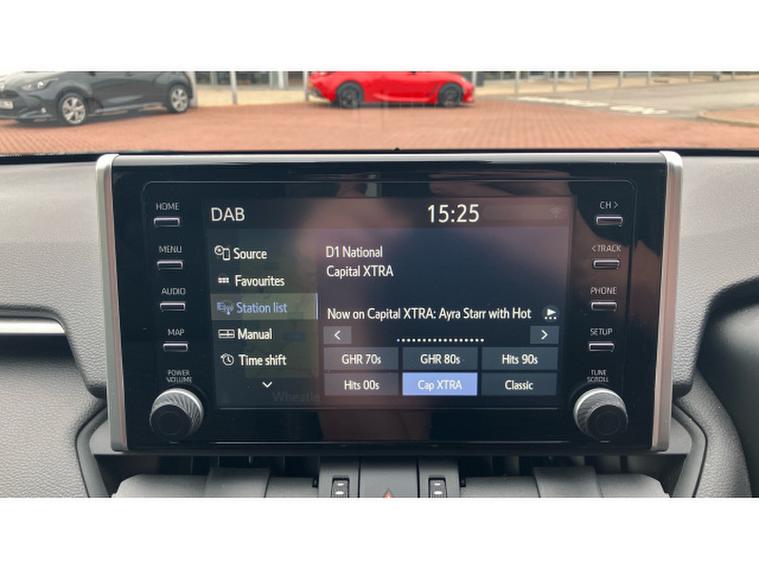 DAB
15:25
HOME
MENU
AUDIO
MAP
POWER
VOLUME
Source
Favourites
Station list
Manual
Time shift
D1 National
Capital XTRA
Now on Capital XTRA: Ayra Starr with Hot
< >
GHR 70s GHR 80s Hits 90s
Hits 00s Cap XTRA Classic
CH >
< TRACK
PHONE
SETUP
TUNE
SCROLL